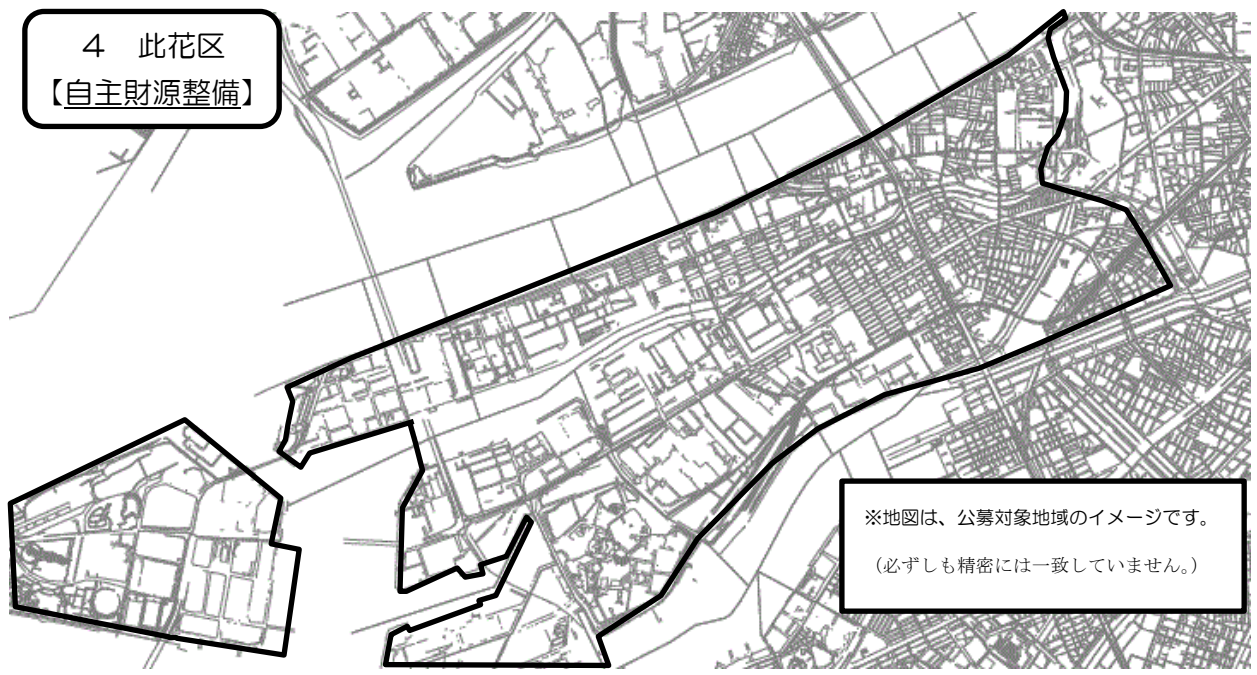 ４　此花区
【自主財源整備】
※地図は、公募対象地域のイメージです。
（必ずしも精密には一致していません。）